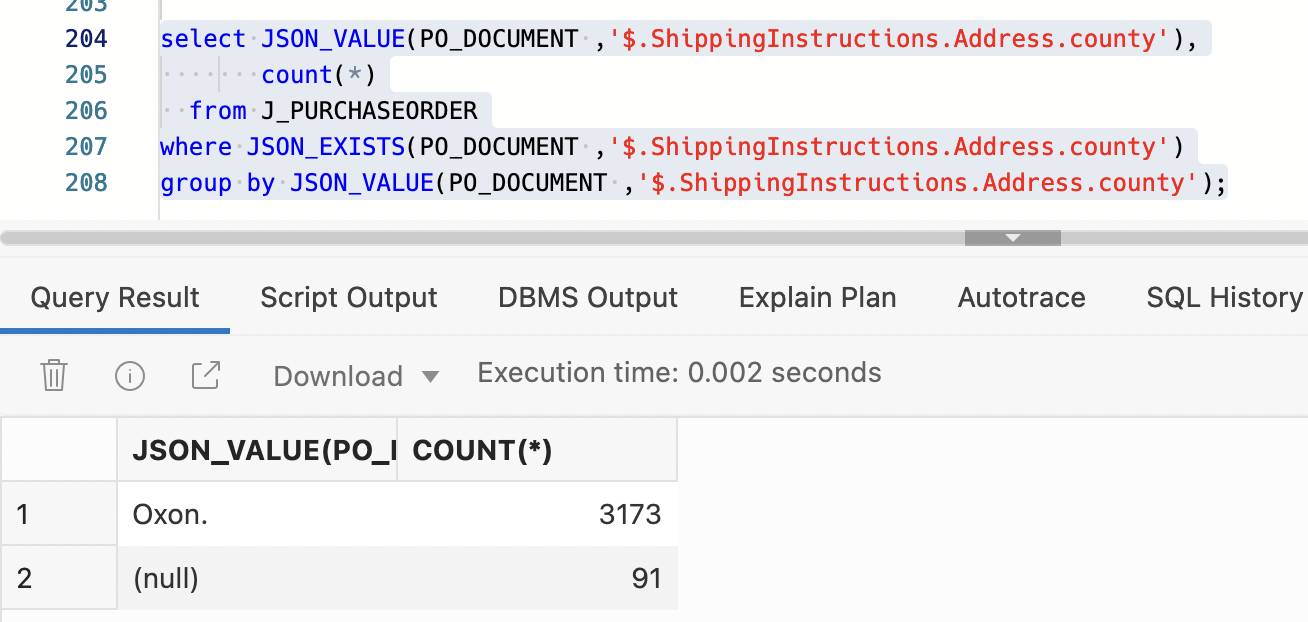 203
204 select JSON_VALUE(PO_DOCUMENT ,'$.ShippingInstructions.Address.county'),
205 count(*)
206 from J_PURCHASEORDER
207 where JSON_EXISTS(PO_DOCUMENT ,'$.ShippingInstructions.Address.county')
208 group by JSON_VALUE(PO_DOCUMENT ,'$.ShippingInstructions.Address.county');
Query Result Script Output DBMS Output Explain Plan Autotrace SQL History
Download Execution time: 0.002 seconds
JSON_VALUE(PO_ COUNT(*)
1 Oxon. 3173
2 (null) 91